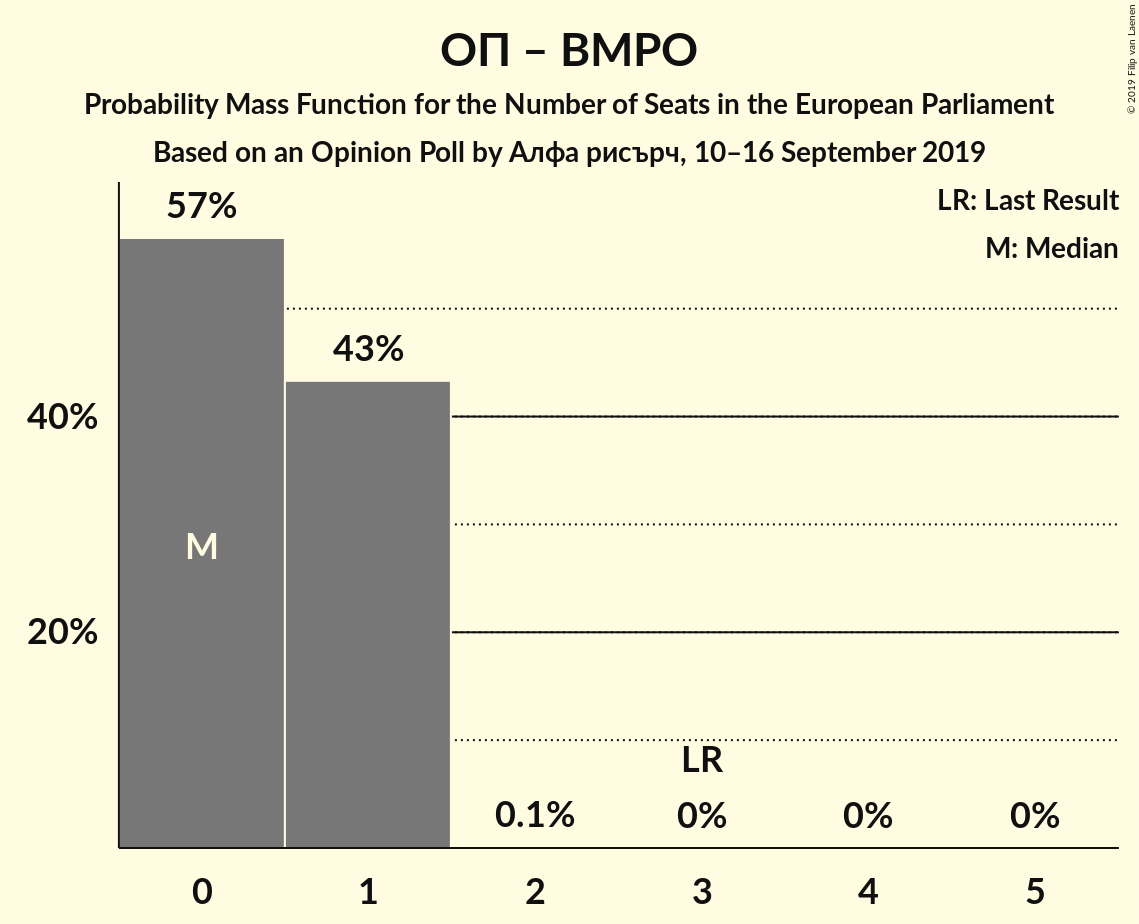 ОП – ВМРО
Probability Mass Function for the Number of Seats in the European Parliament
Based on an Opinion Poll by Алфа рисърч, 10–16 September 2019
© 2019 Filip van Laenen
LR: Last Result
M: Median
57%
43%
40%
M
20%
LR
0.1%
0%
0%
0%
0
1
2
3
4
5